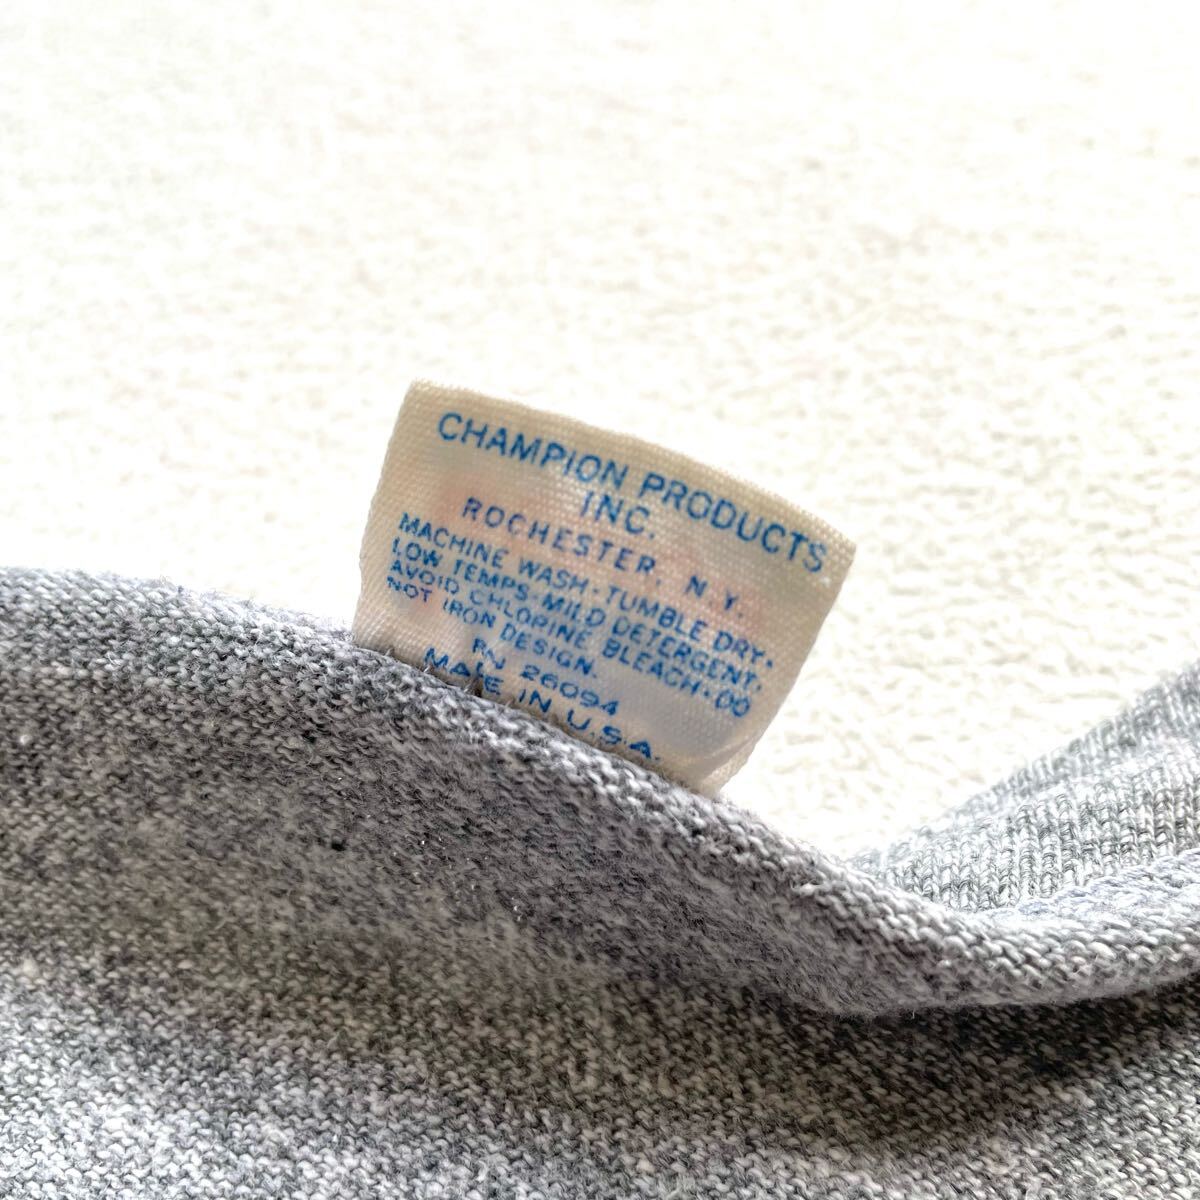 CHAMPION PRODUCTS
INC.
ROCHESTER, N.Y.
MACHINE WASH-TUMBLE DRY-
LOW TEMPS-MILD DETERGENT.
AVOID CHLORINE BLEACH-DO
NOT IRON DESIGN.
RN 26094
MADE IN U.S.A.